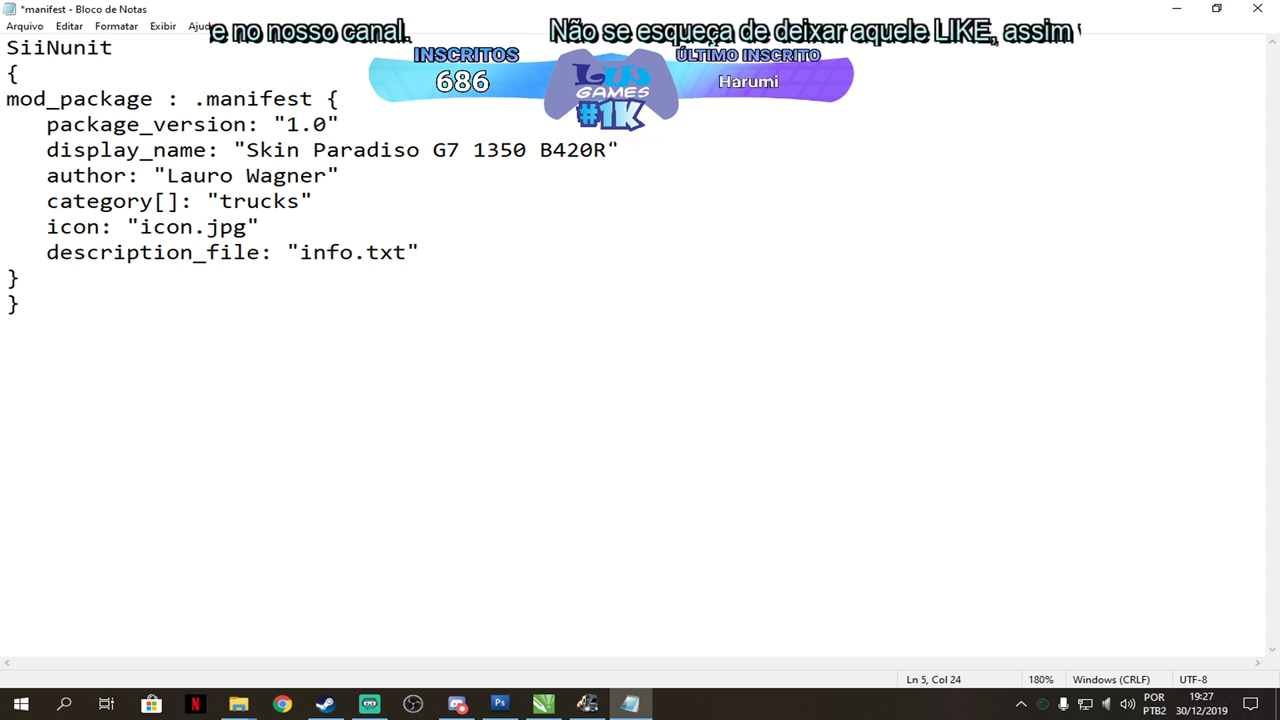 *manifest - Bloco de Notas
Arquivo Editar Formatar Exibir Ajud
e no nosso canal. Não se esqueça de deixar aquele LIKE, assim
INSCRITOS
686
LUS
GAMES
#1K
ÚLTIMO INSCRITO
Harumi
SiiNunit
{
mod_package : .manifest {
package_version: "1.0"
display_name: "Skin Paradiso G7 1350 B420R"
author: "Lauro Wagner"
category[]: "trucks"
icon: "icon.jpg"
description_file: "info.txt"
}
}
Ln 5, Col 24 180% Windows (CRLF) UTF-8
POR 19:27
PTB2 30/12/2019